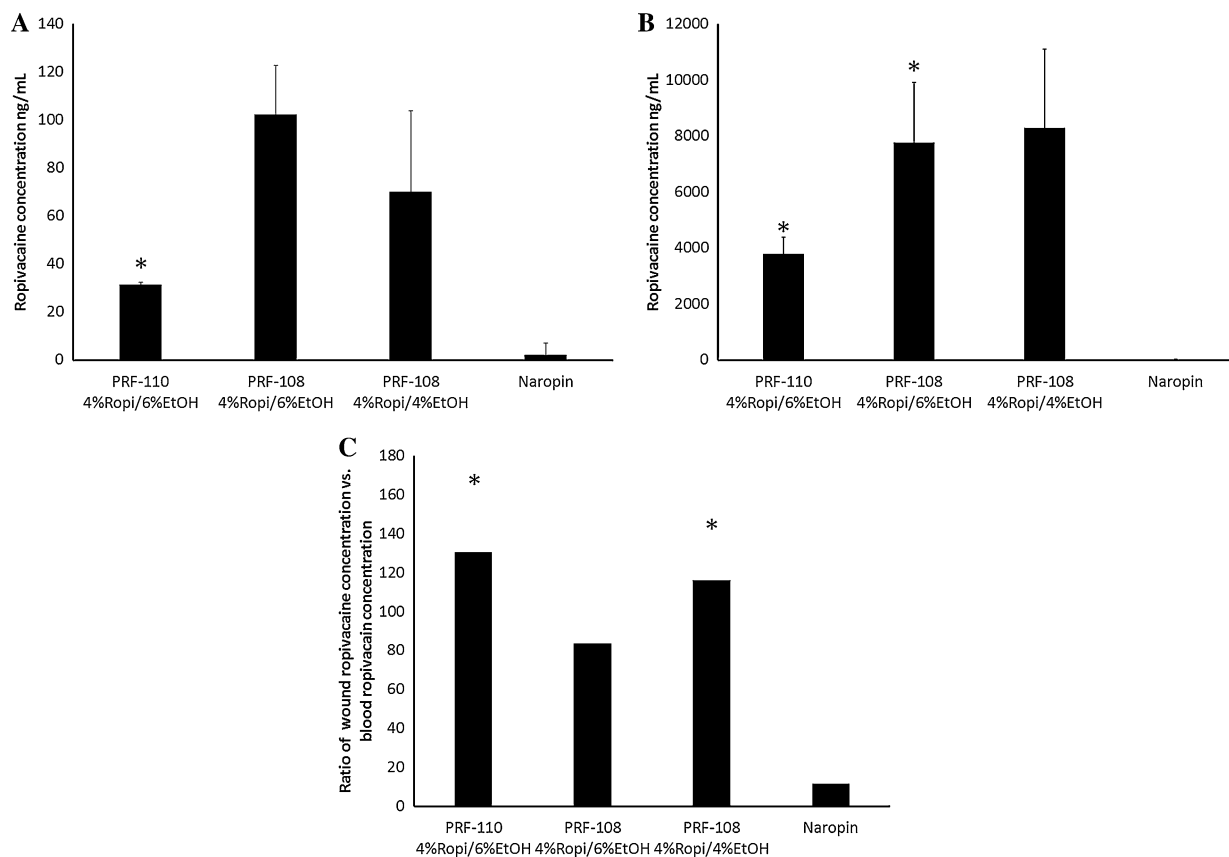 A
Ropivacaine concentration ng/mL
140
120
100
80
60
40
20
0
*
PRF-110
4%Ropi/6%EtOH
PRF-108
4%Ropi/6%EtOH
PRF-108
4%Ropi/4%EtOH
Naropin
B
Ropivacaine concentration ng/mL
12000
10000
8000
6000
4000
2000
0
*
*
PRF-110
4%Ropi/6%EtOH
PRF-108
4%Ropi/6%EtOH
PRF-108
4%Ropi/4%EtOH
Naropin
C
Ratio of wound ropivacaine concentration vs.
blood ropivacain concentration
180
160
140
120
100
80
60
40
20
0
*
*
PRF-110
4%Ropi/6%EtOH
PRF-108
4%Ropi/6%EtOH
PRF-108
4%Ropi/4%EtOH
Naropin